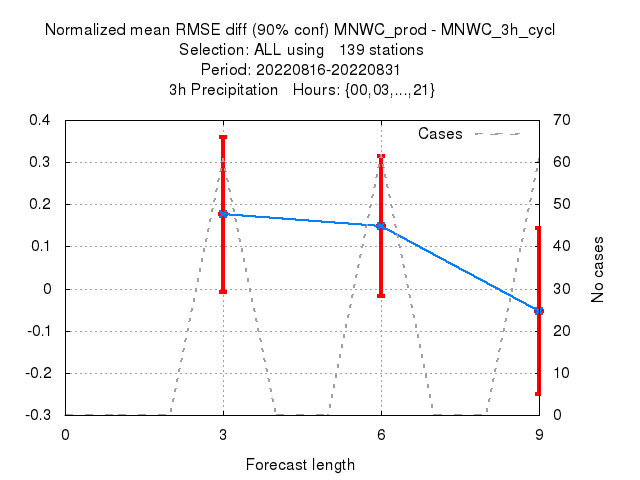 Normalized mean RMSE diff (90% conf) MNWC_prod - MNWC_3h_cycl
Selection: ALL using   139 stations
Period: 20220816-20220831
3h Precipitation   Hours: {00,03,...,21}
0.4
0.3
0.2
0.1
0
-0.1
-0.2
-0.3
Cases
70
60
50
40
30
20
10
0
No cases
0
3
6
9
Forecast length